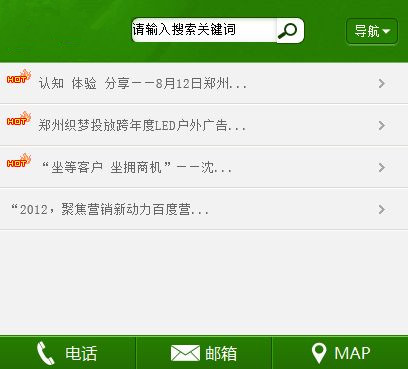 请输入搜索关键词
导航
HOT 认知 体验 分享——8月12日郑州...
HOT 郑州织梦投放跨年度LED户外广告...
HOT “坐等客户 坐拥商机”——沈...
“2012，聚焦营销新动力百度营...
电话 邮箱 MAP